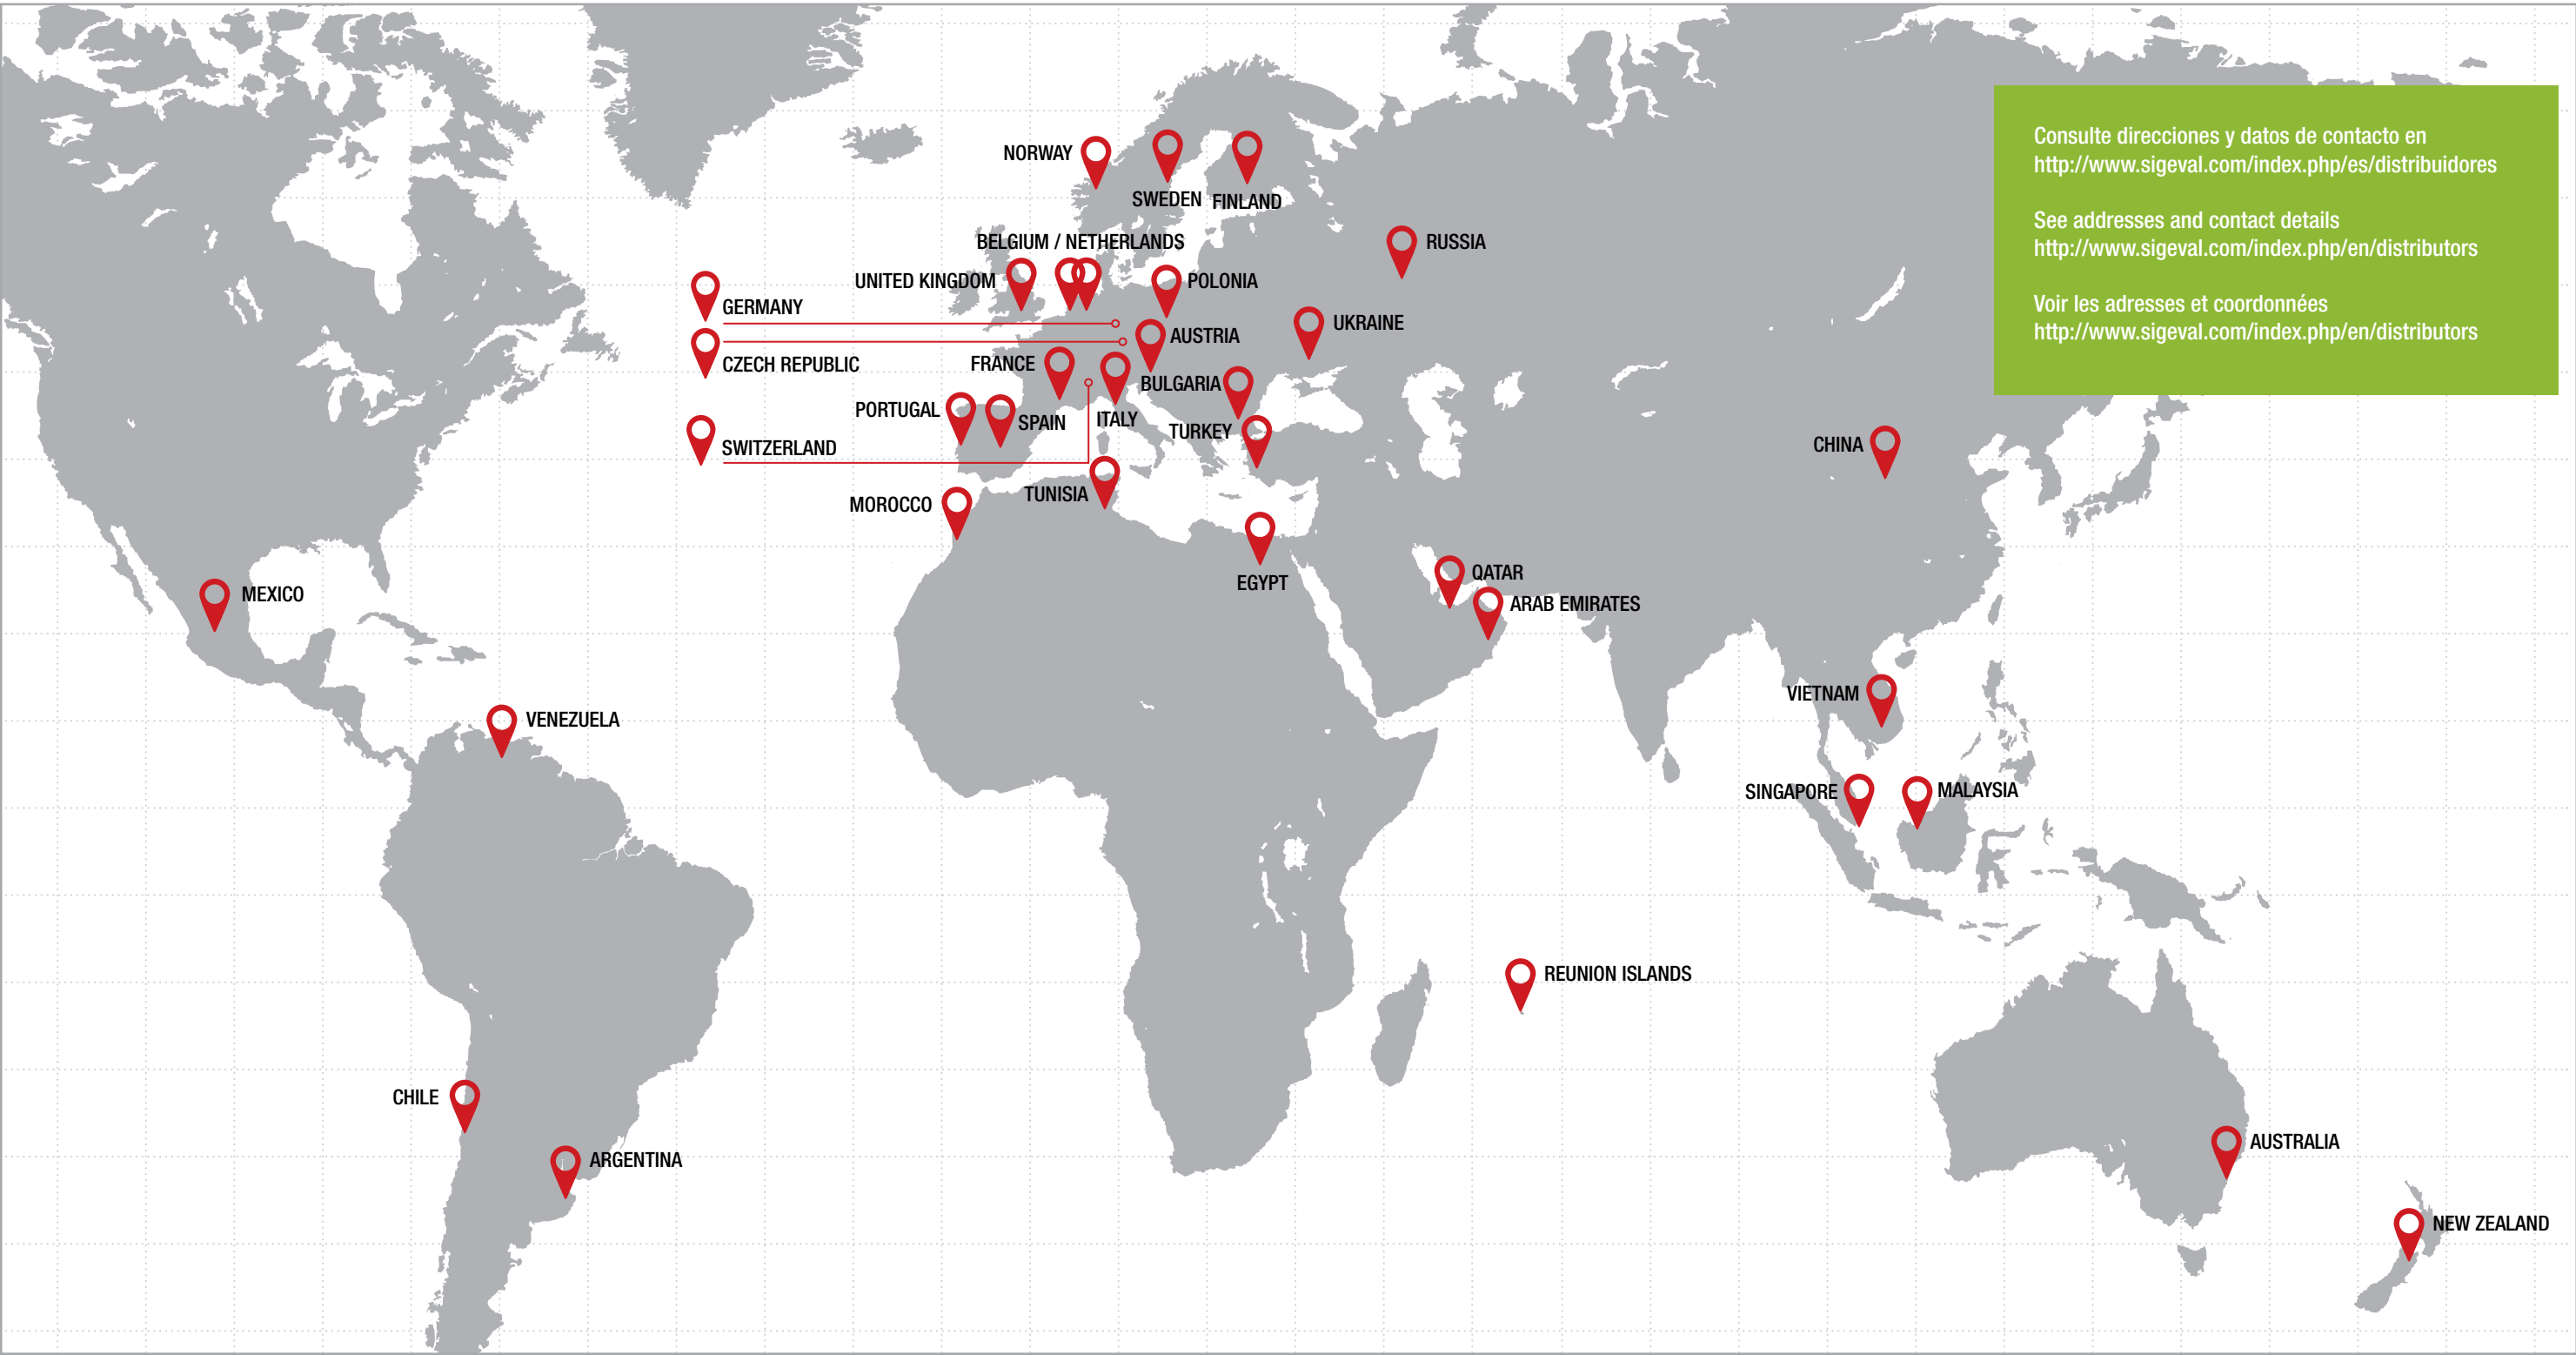 Consulte direcciones y datos de contacto en
http://www.sigeval.com/index.php/es/distribuidores
See addresses and contact details
http://www.sigeval.com/index.php/en/distributors
Voir les adresses et coordonnées
http://www.sigeval.com/index.php/en/distributors
NORWAY
SWEDEN
FINLAND
BELGIUM / NETHERLANDS
RUSSIA
UNITED KINGDOM
POLONIA
GERMANY
UKRAINE
AUSTRIA
CZECH REPUBLIC
FRANCE
BULGARIA
PORTUGAL
SPAIN
ITALY
TURKEY
SWITZERLAND
CHINA
TUNISIA
MOROCCO
EGYPT
QATAR
ARAB EMIRATES
MEXICO
VIETNAM
VENEZUELA
SINGAPORE
MALAYSIA
REUNION ISLANDS
CHILE
ARGENTINA
AUSTRALIA
NEW ZEALAND